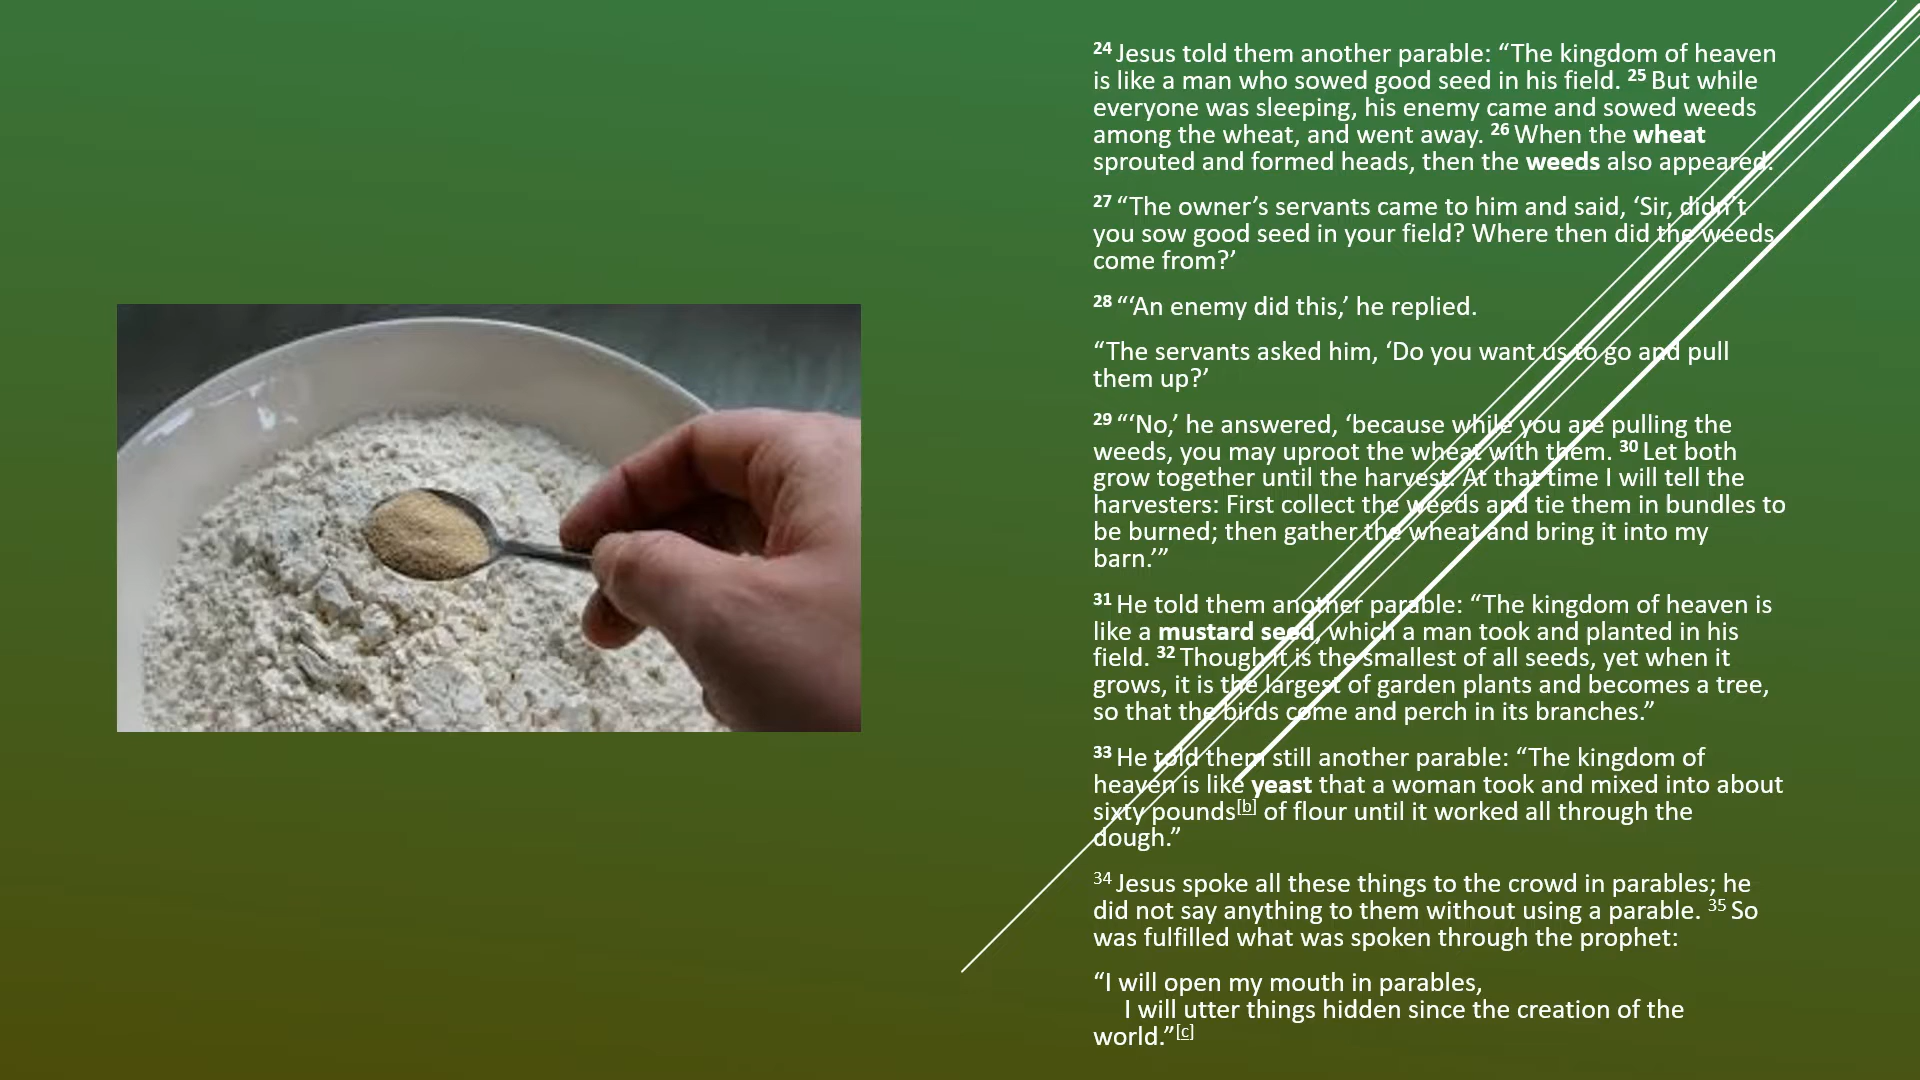 24 Jesus told them another parable: “The kingdom of heaven
is like a man who sowed good seed in his field. 25 But while
everyone was sleeping, his enemy came and sowed weeds
among the wheat, and went away. 26 When the wheat
sprouted and formed heads, then the weeds also appeared.
27 “The owner’s servants came to him and said, ‘Sir, didn’t
you sow good seed in your field? Where then did the weeds
come from?’
28 “‘An enemy did this,’ he replied.
“The servants asked him, ‘Do you want us to go and pull
them up?’
29 “‘No,’ he answered, ‘because while you are pulling the
weeds, you may uproot the wheat with them. 30 Let both
grow together until the harvest. At that time I will tell the
harvesters: First collect the weeds and tie them in bundles to
be burned; then gather the wheat and bring it into my
barn.’”
31 He told them another parable: “The kingdom of heaven is
like a mustard seed, which a man took and planted in his
field. 32 Though it is the smallest of all seeds, yet when it
grows, it is the largest of garden plants and becomes a tree,
so that the birds come and perch in its branches.”
33 He told them still another parable: “The kingdom of
heaven is like yeast that a woman took and mixed into about
sixty pounds[b] of flour until it worked all through the
dough.”
34 Jesus spoke all these things to the crowd in parables; he
did not say anything to them without using a parable. 35 So
was fulfilled what was spoken through the prophet:
“I will open my mouth in parables,
I will utter things hidden since the creation of the
world.”[c]